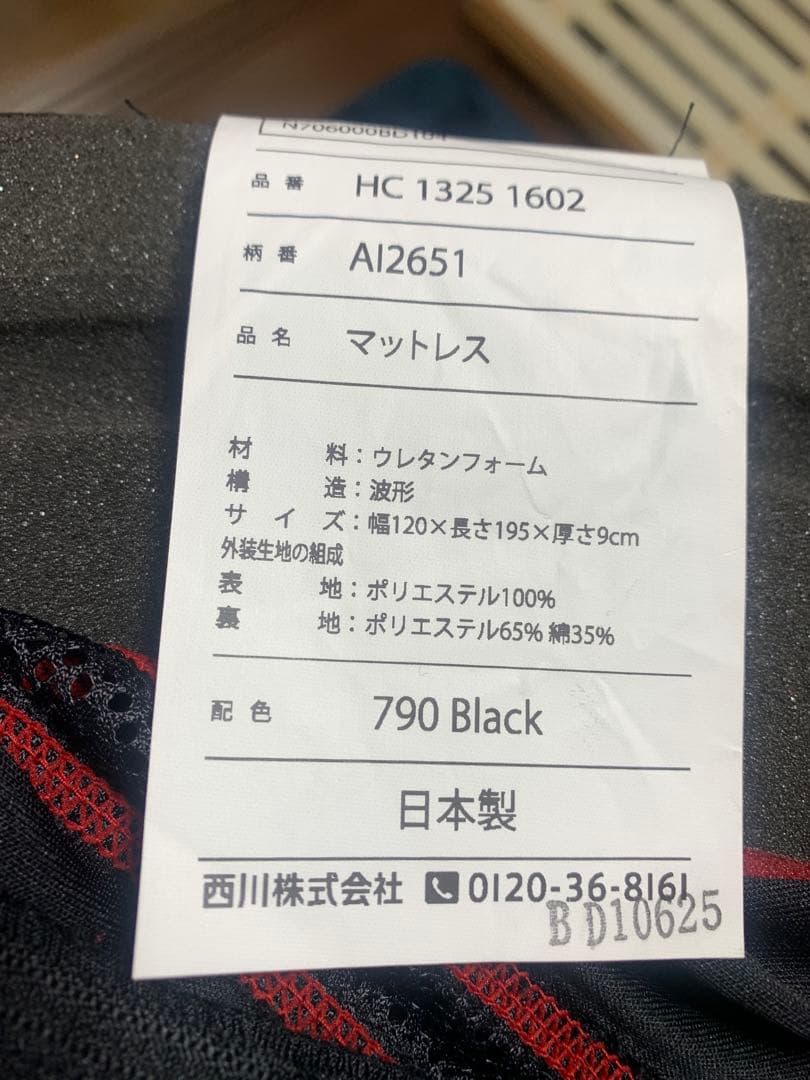 N706000BD104
品番 HC 1325 1602
柄番 AI2651
品名 マットレス
材料：ウレタンフォーム
構造：波形
サイズ：幅120×長さ195×厚さ9cm
外装生地の組成
表地：ポリエステル100%
裏地：ポリエステル65% 綿35%
配色 790 Black
日本製
西川株式会社 0120-36-8161
BD10625